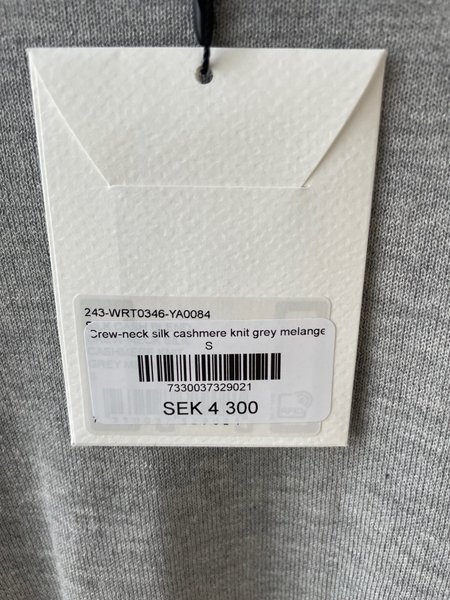 243-WRT0346-YA0084
Crew-neck silk cashmere knit grey melange
S
7330037329021
SEK 4 300